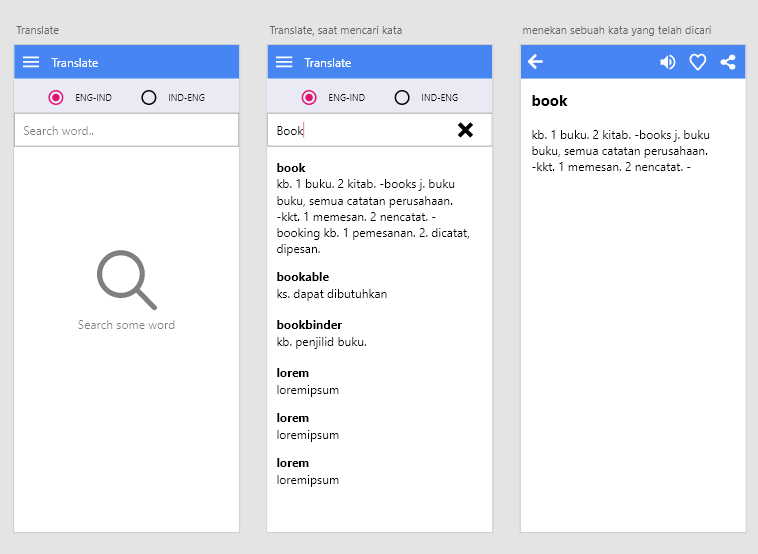 Translate
Translate
ENG-IND
IND-ENG
Search word..
Search some word
Translate, saat mencari kata
Translate
ENG-IND
IND-ENG
Book
book
kb. 1 buku. 2 kitab. -books j. buku
buku, semua catatan perusahaan.
-kkt. 1 memesan. 2 nencatat. -
booking kb. 1 pemesanan. 2. dicatat,
dipesan.
bookable
ks. dapat dibutuhkan
bookbinder
kb. penjilid buku.
lorem
loremipsum
lorem
loremipsum
lorem
loremipsum
menekan sebuah kata yang telah dicari
book
kb. 1 buku. 2 kitab. -books j. buku
buku, semua catatan perusahaan.
-kkt. 1 memesan. 2 nencatat. -